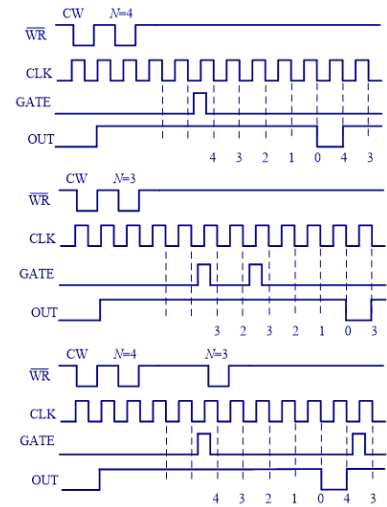 CW N=4
WR
CLK
GATE
OUT
4 3 2 1 0 4 3
CW N=3
WR
CLK
GATE
OUT
3 2 3 2 1 0 3
CW N=4 N=3
WR
CLK
GATE
OUT
4 3 2 1 0 4 3